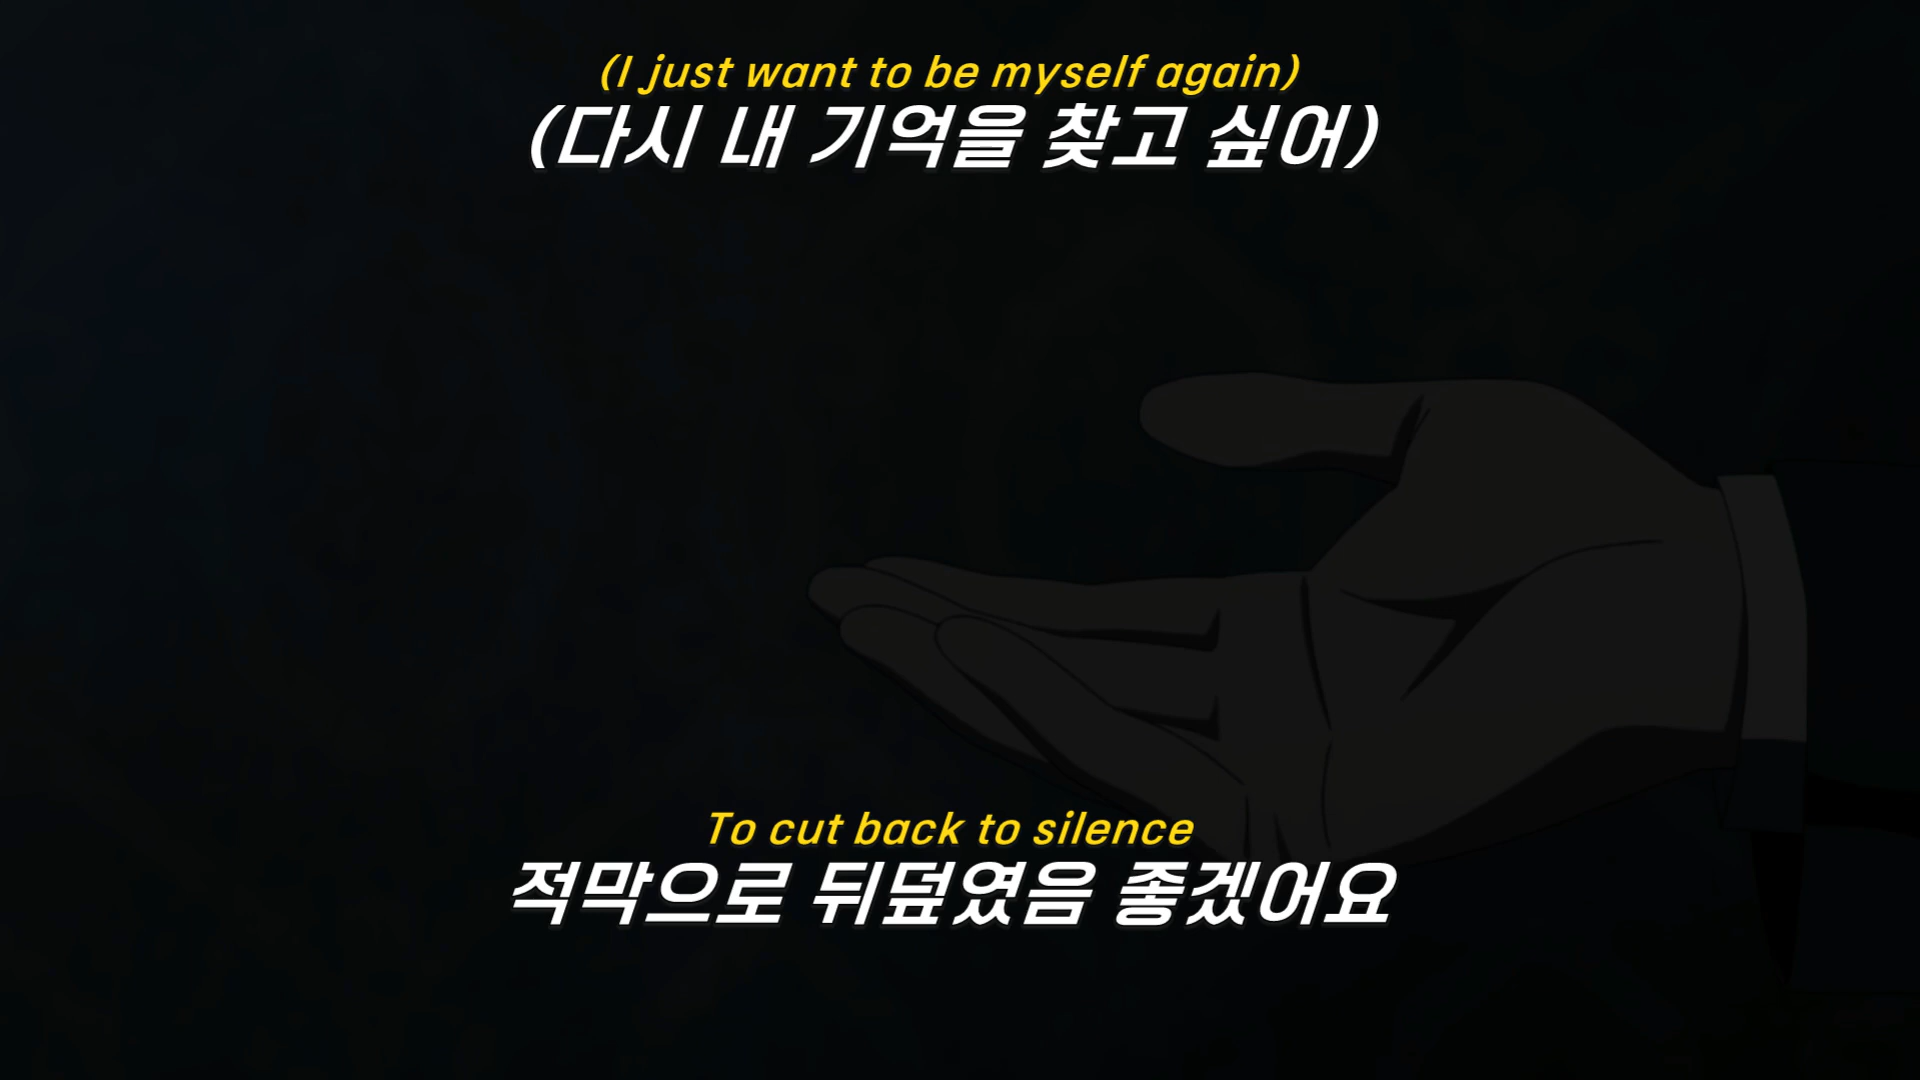 (I just want to be myself again)
(다시 내 기억을 찾고 싶어)
To cut back to silence
적막으로 뒤덮였음 좋겠어요